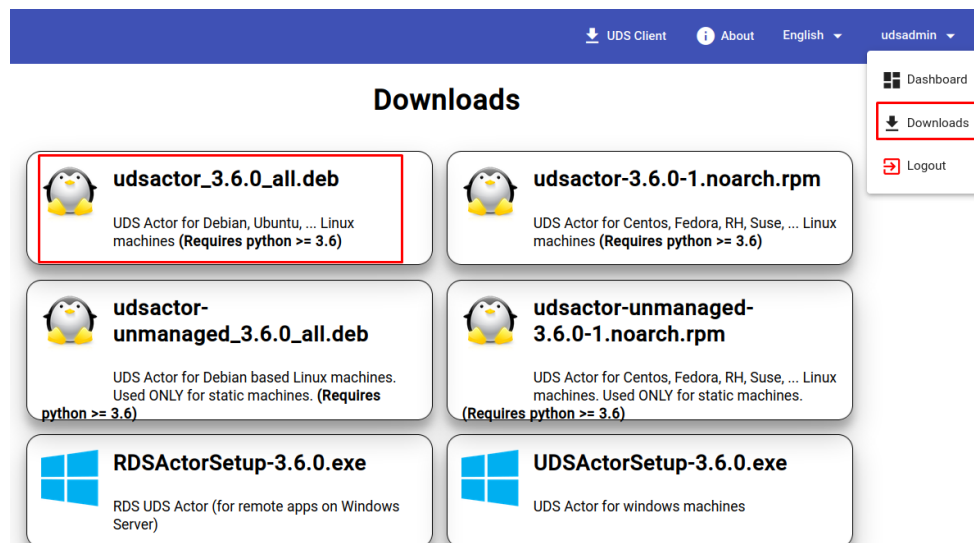 UDS Client
About
English
udsadmin
Dashboard
Downloads
Logout
Downloads
udsactor_3.6.0_all.deb
UDS Actor for Debian, Ubuntu, ... Linux
machines (Requires python >= 3.6)
udsactor-3.6.0-1.noarch.rpm
UDS Actor for Centos, Fedora, RH, Suse, ... Linux
machines (Requires python >= 3.6)
udsactor-
unmanaged_3.6.0_all.deb
UDS Actor for Debian based Linux machines.
Used ONLY for static machines. (Requires
python >= 3.6)
udsactor-unmanaged-
3.6.0-1.noarch.rpm
UDS Actor for Centos, Fedora, RH, Suse, ... Linux
machines. Used ONLY for static machines.
(Requires python >= 3.6)
RDSActorSetup-3.6.0.exe
RDS UDS Actor (for remote apps on Windows
Server)
UDSActorSetup-3.6.0.exe
UDS Actor for windows machines